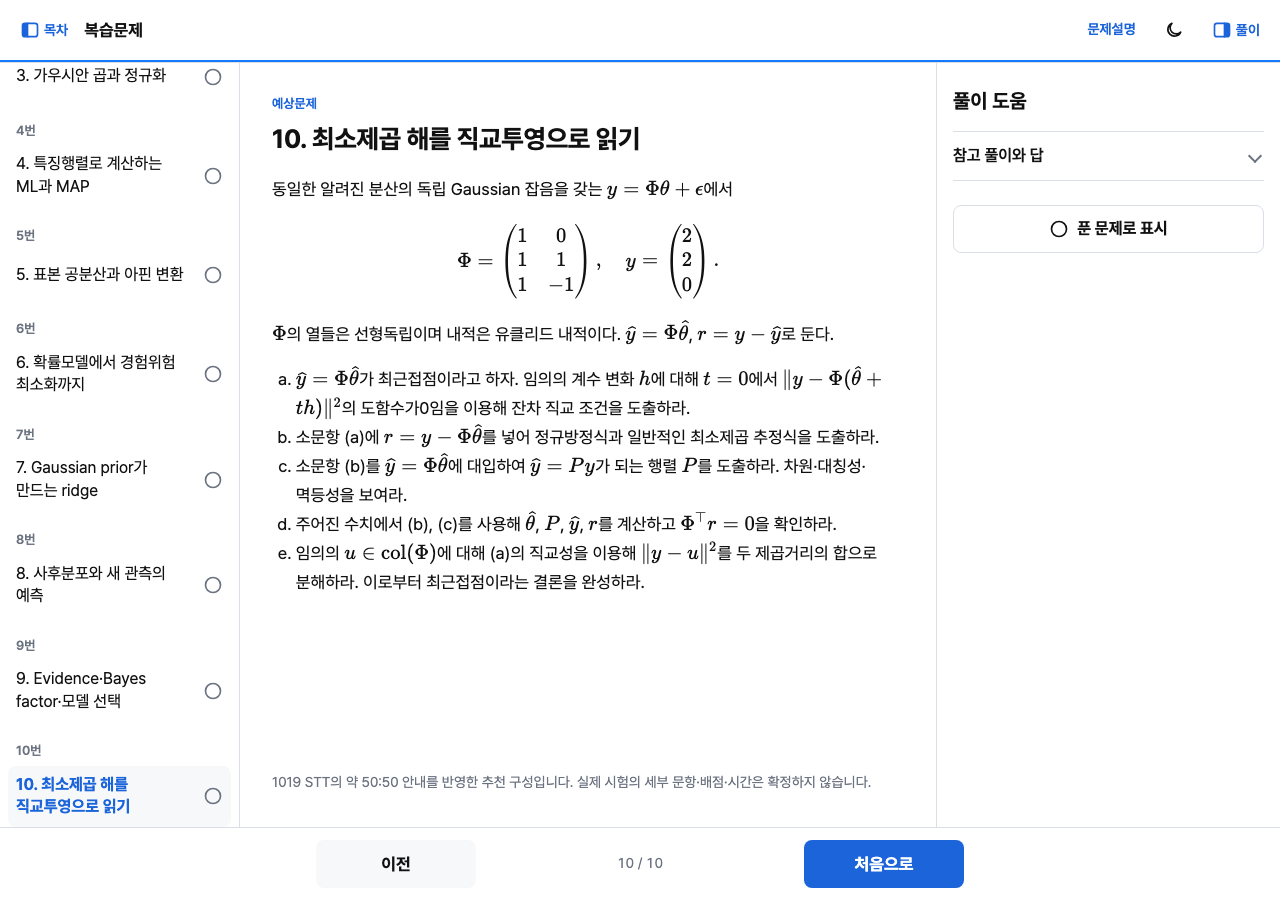 목차 복습문제 문제설명 풀이
3. 가우시안 곱과 정규화
4번
4. 특징행렬로 계산하는
ML과 MAP
5번
5. 표본 공분산과 아핀 변환
6번
6. 확률모델에서 경험위험
최소화까지
7번
7. Gaussian prior가
만드는 ridge
8번
8. 사후분포와 새 관측의
예측
9번
9. Evidence·Bayes
factor·모델 선택
10번
10. 최소제곱 해를
직교투영으로 읽기
예상문제
10. 최소제곱 해를 직교투영으로 읽기
동일한 알려진 분산의 독립 Gaussian 잡음을 갖는 y = Φθ + ϵ에서
Φ = (1 0; 1 1; 1 −1), y = (2; 2; 0).
Φ의 열들은 선형독립이며 내적은 유클리드 내적이다. ŷ = Φθ̂, r = y − ŷ로 둔다.
a. ŷ = Φθ̂가 최근접점이라고 하자. 임의의 계수 변화 h에 대해 t = 0에서 ∥y − Φ(θ̂ +
th)∥²의 도함수가0임을 이용해 잔차 직교 조건을 도출하라.
b. 소문항 (a)에 r = y − Φθ̂를 넣어 정규방정식과 일반적인 최소제곱 추정식을 도출하라.
c. 소문항 (b)를 ŷ = Φθ̂에 대입하여 ŷ = Py가 되는 행렬 P를 도출하라. 차원·대칭성·
멱등성을 보여라.
d. 주어진 수치에서 (b), (c)를 사용해 θ̂, P, ŷ, r를 계산하고 Φ⊤r = 0을 확인하라.
e. 임의의 u ∈ col(Φ)에 대해 (a)의 직교성을 이용해 ∥y − u∥²를 두 제곱거리의 합으로
분해하라. 이로부터 최근접점이라는 결론을 완성하라.
1019 STT의 약 50:50 안내를 반영한 추천 구성입니다. 실제 시험의 세부 문항·배점·시간은 확정하지 않습니다.
풀이 도움
참고 풀이와 답
푼 문제로 표시
이전 10 / 10 처음으로